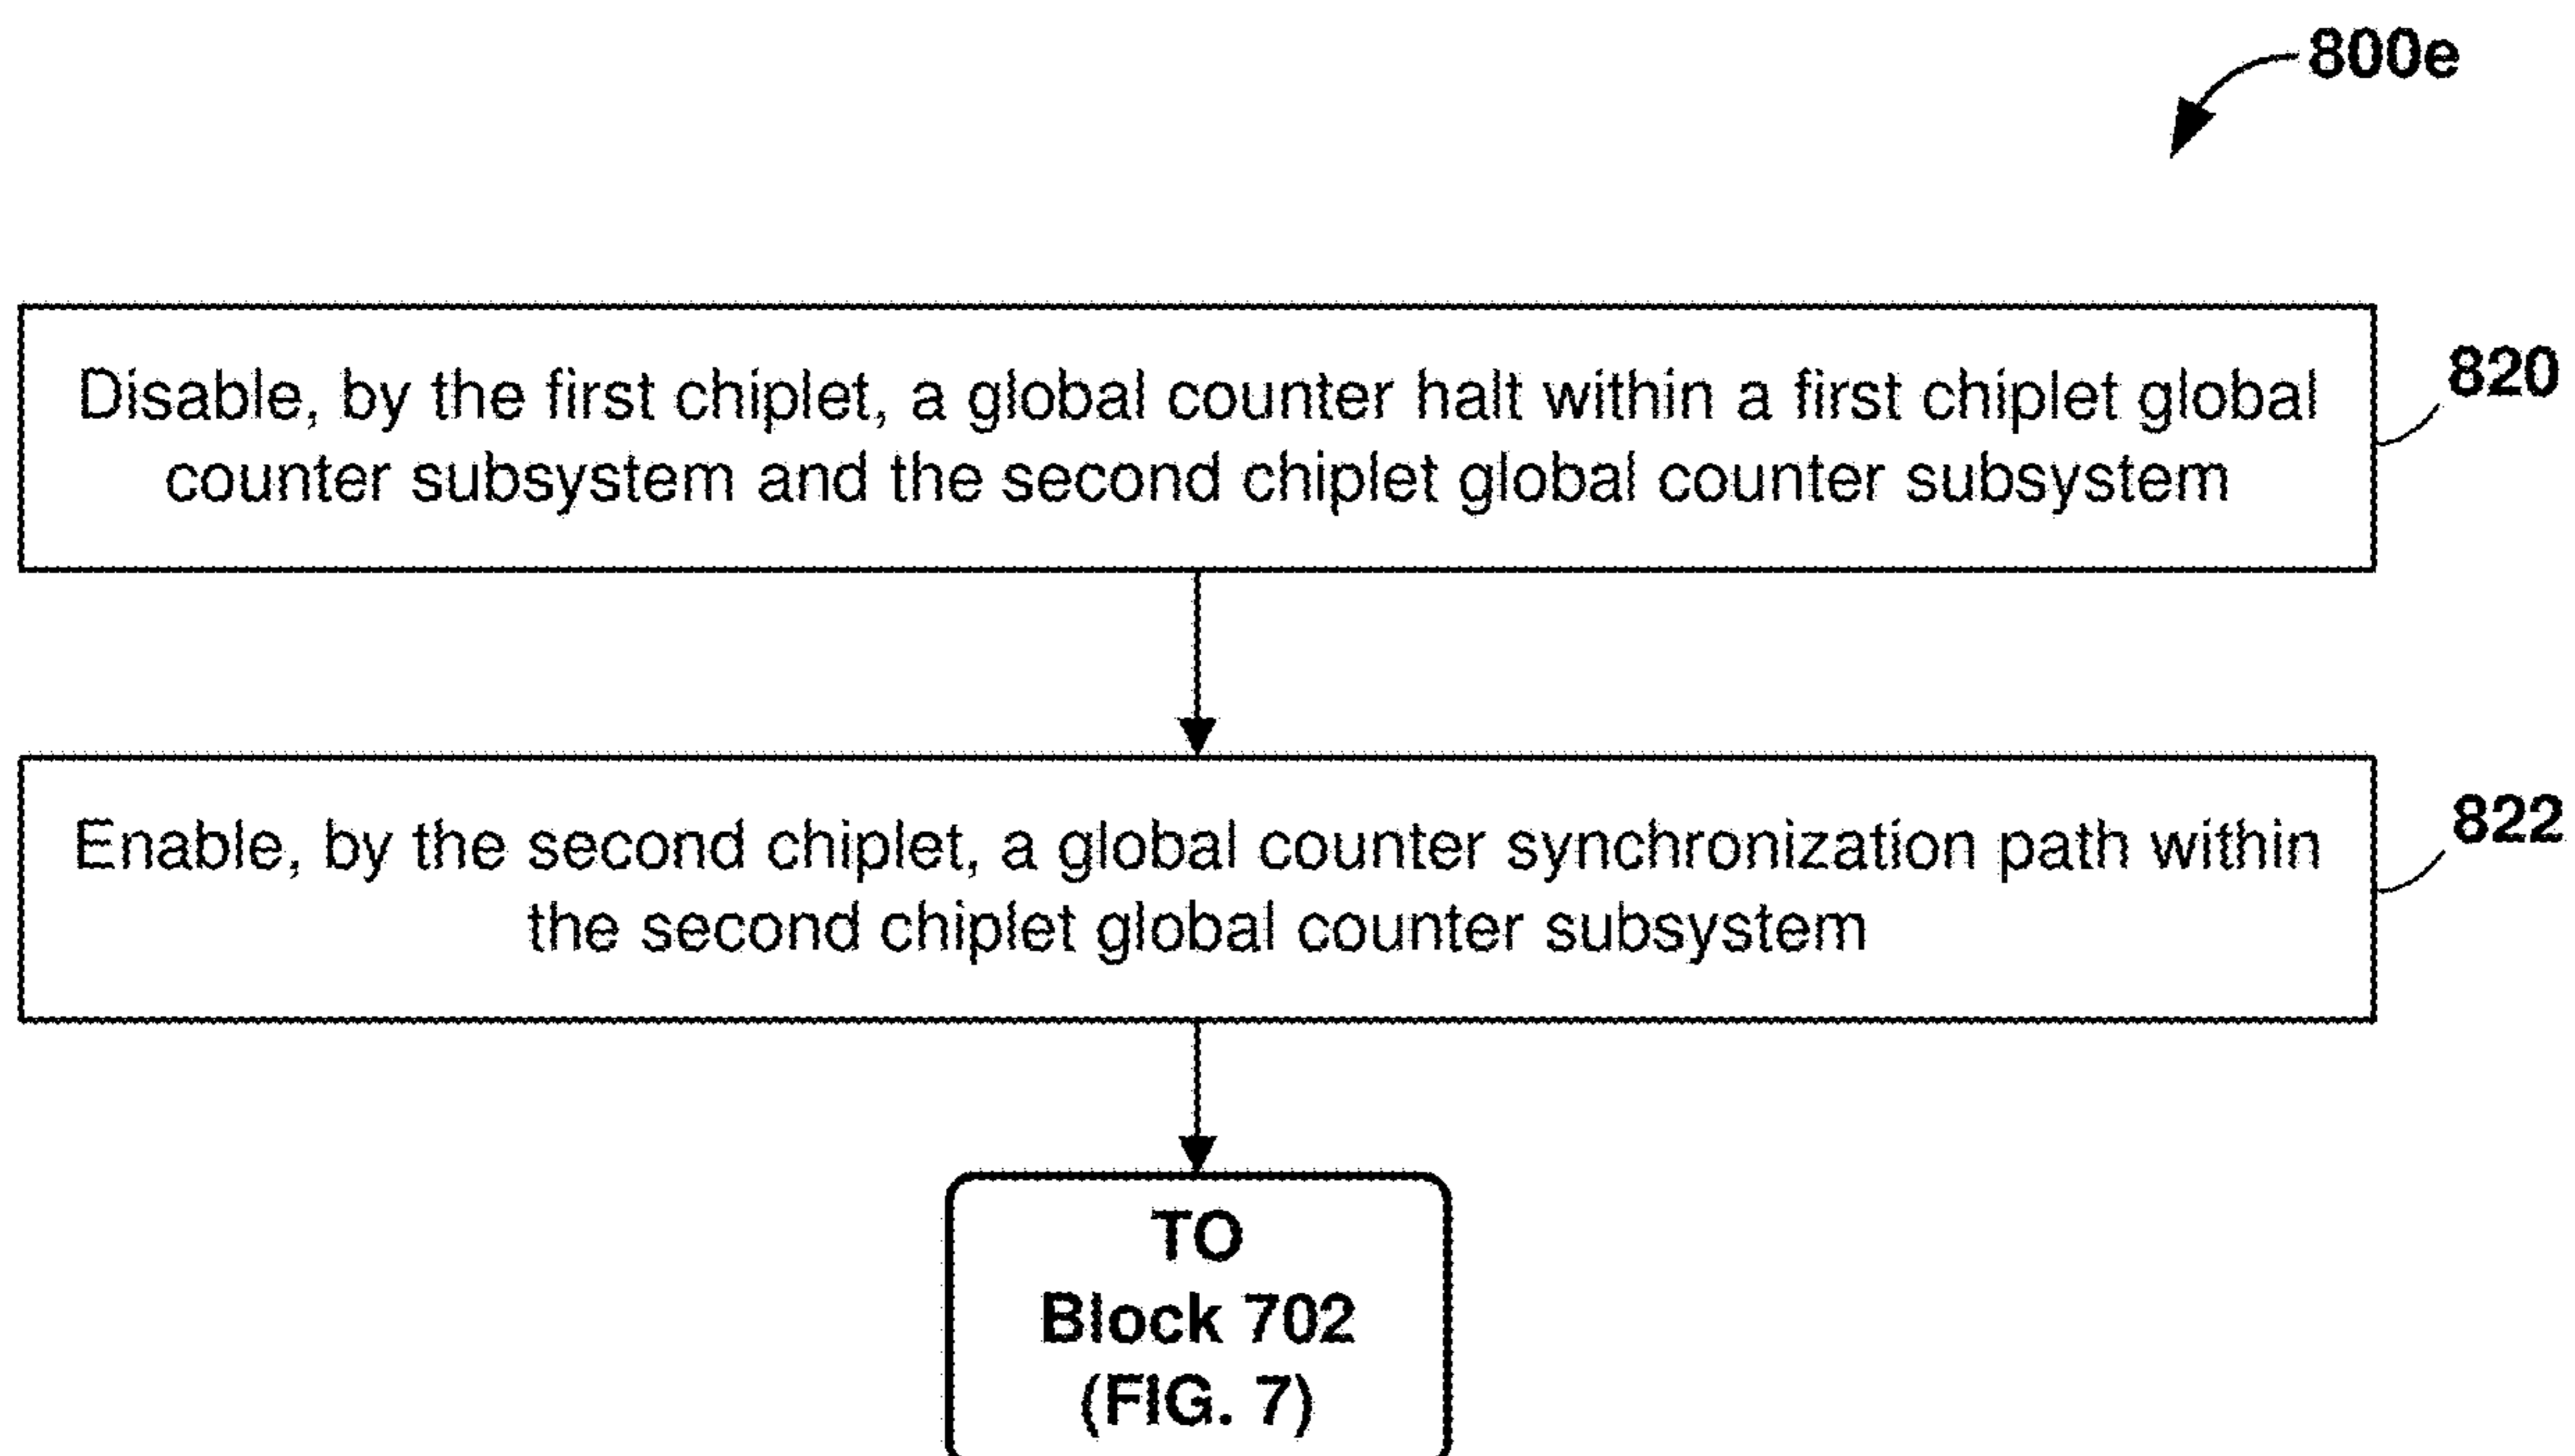 800e
Disable, by the first chiplet, a global counter halt within a first chiplet global
counter subsystem and the second chiplet global counter subsystem
820
Enable, by the second chiplet, a global counter synchronization path within
the second chiplet global counter subsystem
822
TO
Block 702
(FIG. 7)